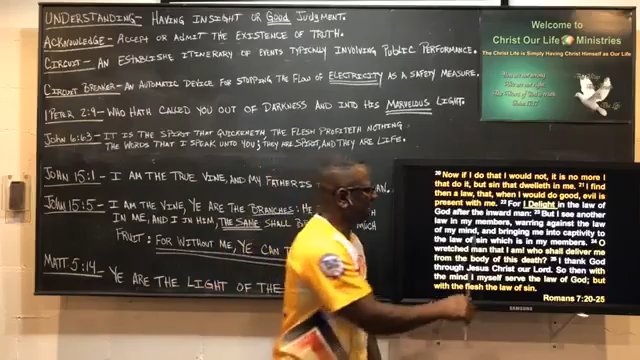 UNDERSTANDING- HAVING INSIGHT OR GOOD JUDGMENT.
ACKNOWLEDGE- ACCEPT OR ADMIT THE EXISTENCE OF TRUTH.
CIRCUIT- AN ESTABLISHE ITINERARY OF EVENTS TYPICALLY INVOLVING PUBLIC PERFORMANCE.
CIRCUIT BREAKER- AN AUTOMATIC DEVICE FOR STOPPING THE FLOW OF ELECTRICITY AS A SAFETY MEASURE.
1 PETER 2:9- WHO HATH CALLED YOU OUT OF DARKNESS AND INTO HIS MARVELOUS LIGHT.
JOHN 6:63- IT IS THE SPIRIT THAT QUICKENETH THE FLESH PROFITETH NOTHING:
THE WORDS THAT I SPEAK UNTO YOU; THEY ARE SPIRIT, AND THEY ARE LIFE.
JOHN 15:1- I AM THE TRUE VINE, AND MY FATHER IS AN.
JOHN 15:5- I AM THE VINE, YE ARE THE BRANCHES: HE
IN ME, AND I IN HIM, THE SAME SHALL MUCH
FRUIT: FOR WITHOUT ME, YE CAN
MATT 5:14- YE ARE THE LIGHT OF THE
Welcome to
Christ Our Life Ministries
The Christ Life is Simply Having Christ Himself as Our Life
20 Now if I do that I would not, it is no more I
that do it, but sin that dwelleth in me. 21 I find
then a law, that, when I would do good, evil is
present with me. 22 For I Delight in the law of
God after the inward man: 23 But I see another
law in my members, warring against the law
of my mind, and bringing me into captivity to
the law of sin which is in my members. 24 O
wretched man that I am! who shall deliver me
from the body of this death? 25 I thank God
through Jesus Christ our Lord. So then with
the mind I myself serve the law of God; but
with the flesh the law of sin.
Romans 7:20-25
SAMSUNG